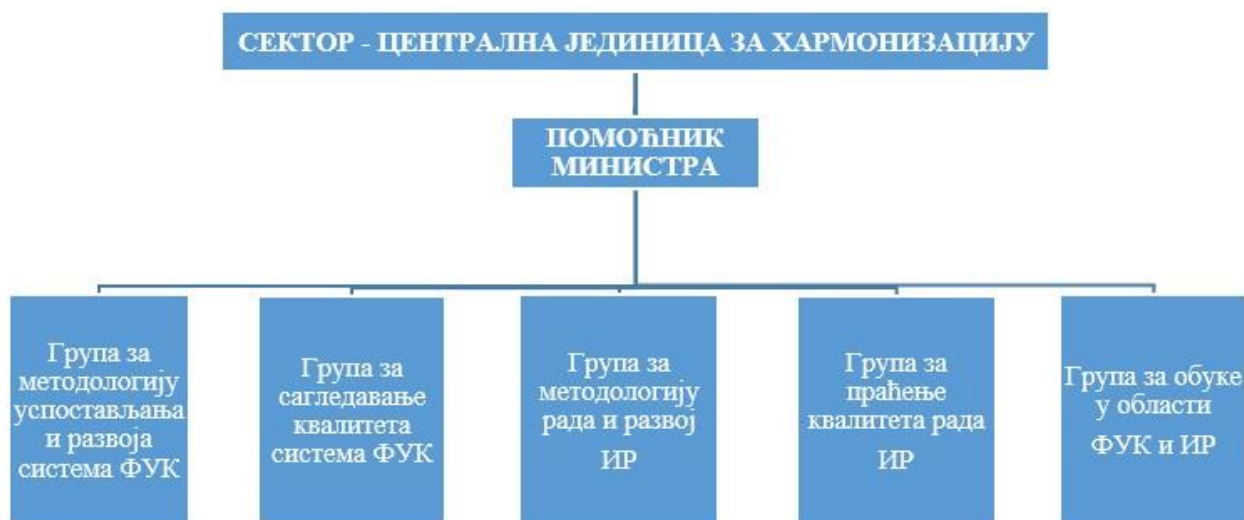 СЕКТОР - ЦЕНТРАЛНА ЈЕДИНИЦА ЗА ХАРМОНИЗАЦИЈУ
ПОМОЋНИК
МИНИСТРА
Група за
методологију
успостављања
и развоја
система ФУК
Група за
сагледавање
квалитета
система ФУК
Група за
методологију
рада и развој
ИР
Група за
праћење
квалитета рада
ИР
Група за обуке
у области
ФУК и ИР